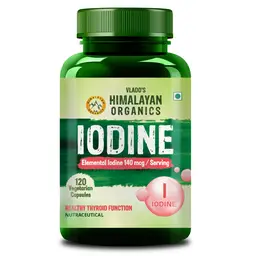 VLADO'S
HIMALAYAN
ORGANICS
IODINE
Elemental Iodine 140 mcg / Serving
120
Vegetarian
Capsules
I
IODINE
HEALTHY THYROID FUNCTION
NUTRACEUTICAL